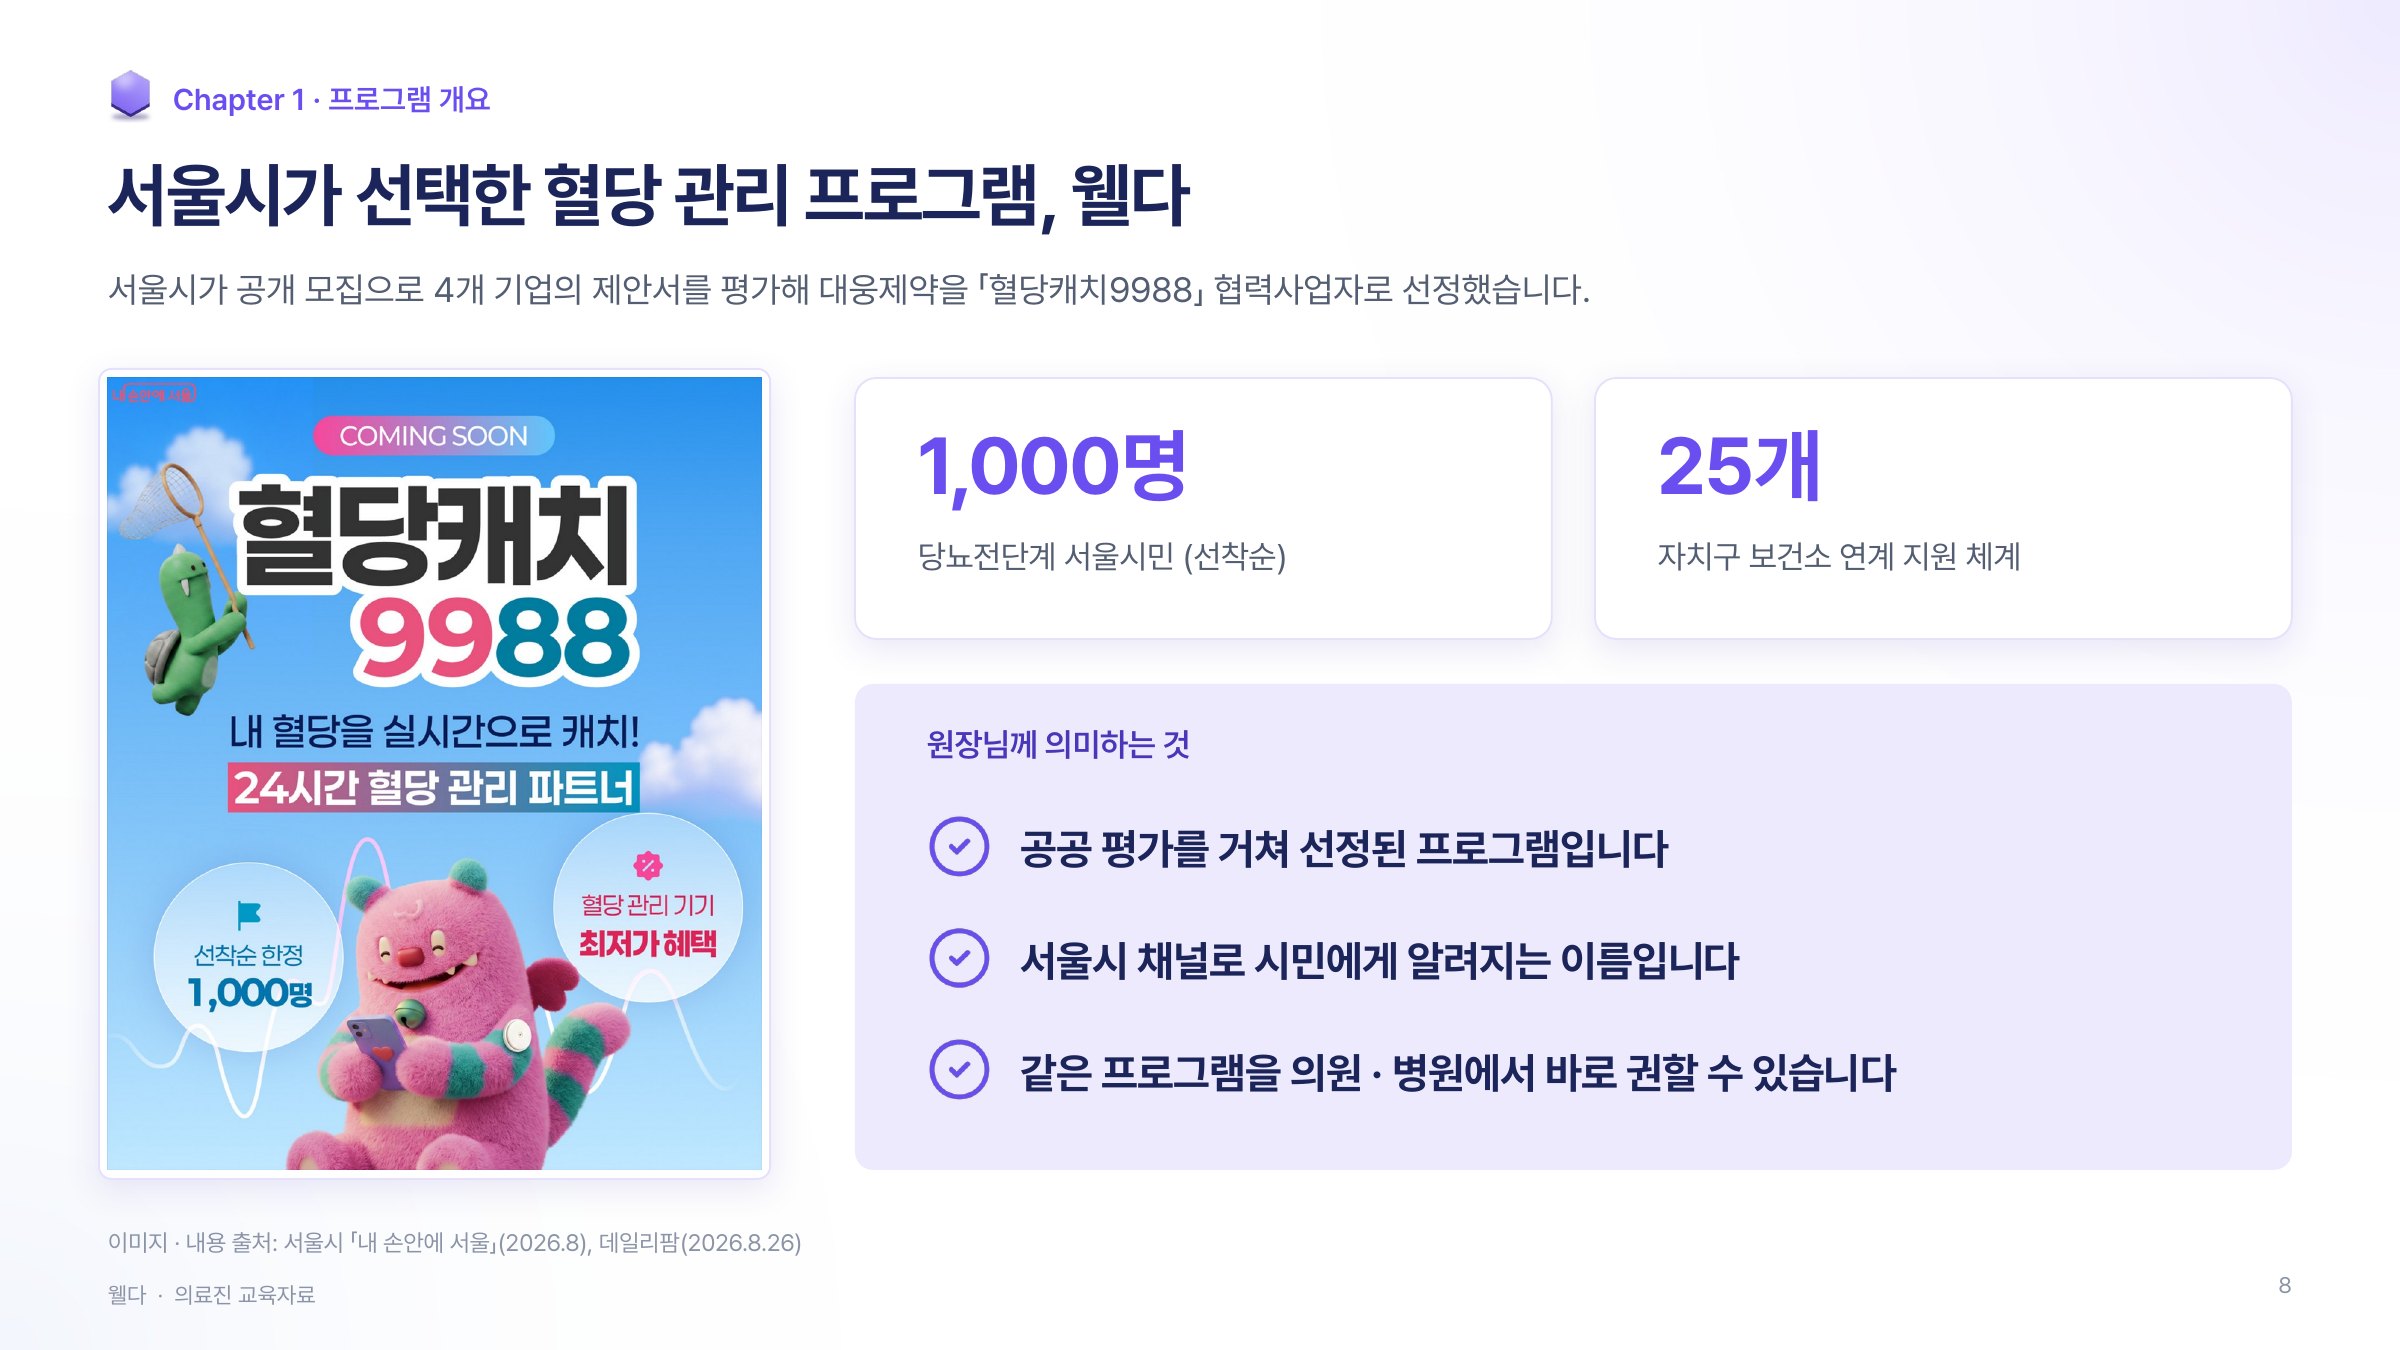 Chapter 1 · 프로그램 개요
서울시가 선택한 혈당 관리 프로그램, 웰다
서울시가 공개 모집으로 4개 기업의 제안서를 평가해 대웅제약을 「혈당캐치9988」 협력사업자로 선정했습니다.
내 손안에 서울
COMING SOON
혈당캐치
9988
내 혈당을 실시간으로 캐치!
24시간 혈당 관리 파트너
선착순 한정
1,000명
혈당 관리 기기
최저가 혜택
1,000명
당뇨전단계 서울시민 (선착순)
25개
자치구 보건소 연계 지원 체계
원장님께 의미하는 것
공공 평가를 거쳐 선정된 프로그램입니다
서울시 채널로 시민에게 알려지는 이름입니다
같은 프로그램을 의원 · 병원에서 바로 권할 수 있습니다
이미지 · 내용 출처: 서울시 「내 손안에 서울」(2026.8), 데일리팜(2026.8.26)
웰다 · 의료진 교육자료
8